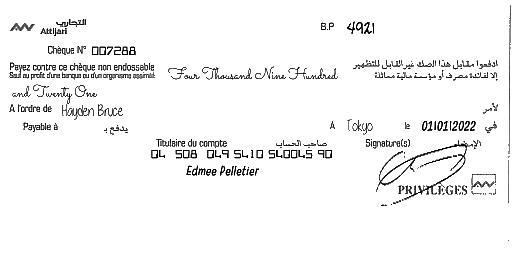 التجاري
Attijari
B.P 4921
Chèque N° 007288
Payez contre ce chèque non endossable
Sauf au profit d'une banque ou d'un organisme assimilé
Four Thousand Nine Hundred
ادفعوا مقابل هذا الصك غير القابل للتظهير
إلا لفائدة مصرف أو مؤسسة مالية مماثلة
and Twenty One
A l'ordre de Hayden Bruce
لأمر
Payable à
يدفع بـ
A Tokyo le 01/01/2022 في
Titulaire du compte صاحب الحساب
Signature(s) الإمضاء
04 508 049 5410 540045 90
Edmee Pelletier
PRIVILÈGES